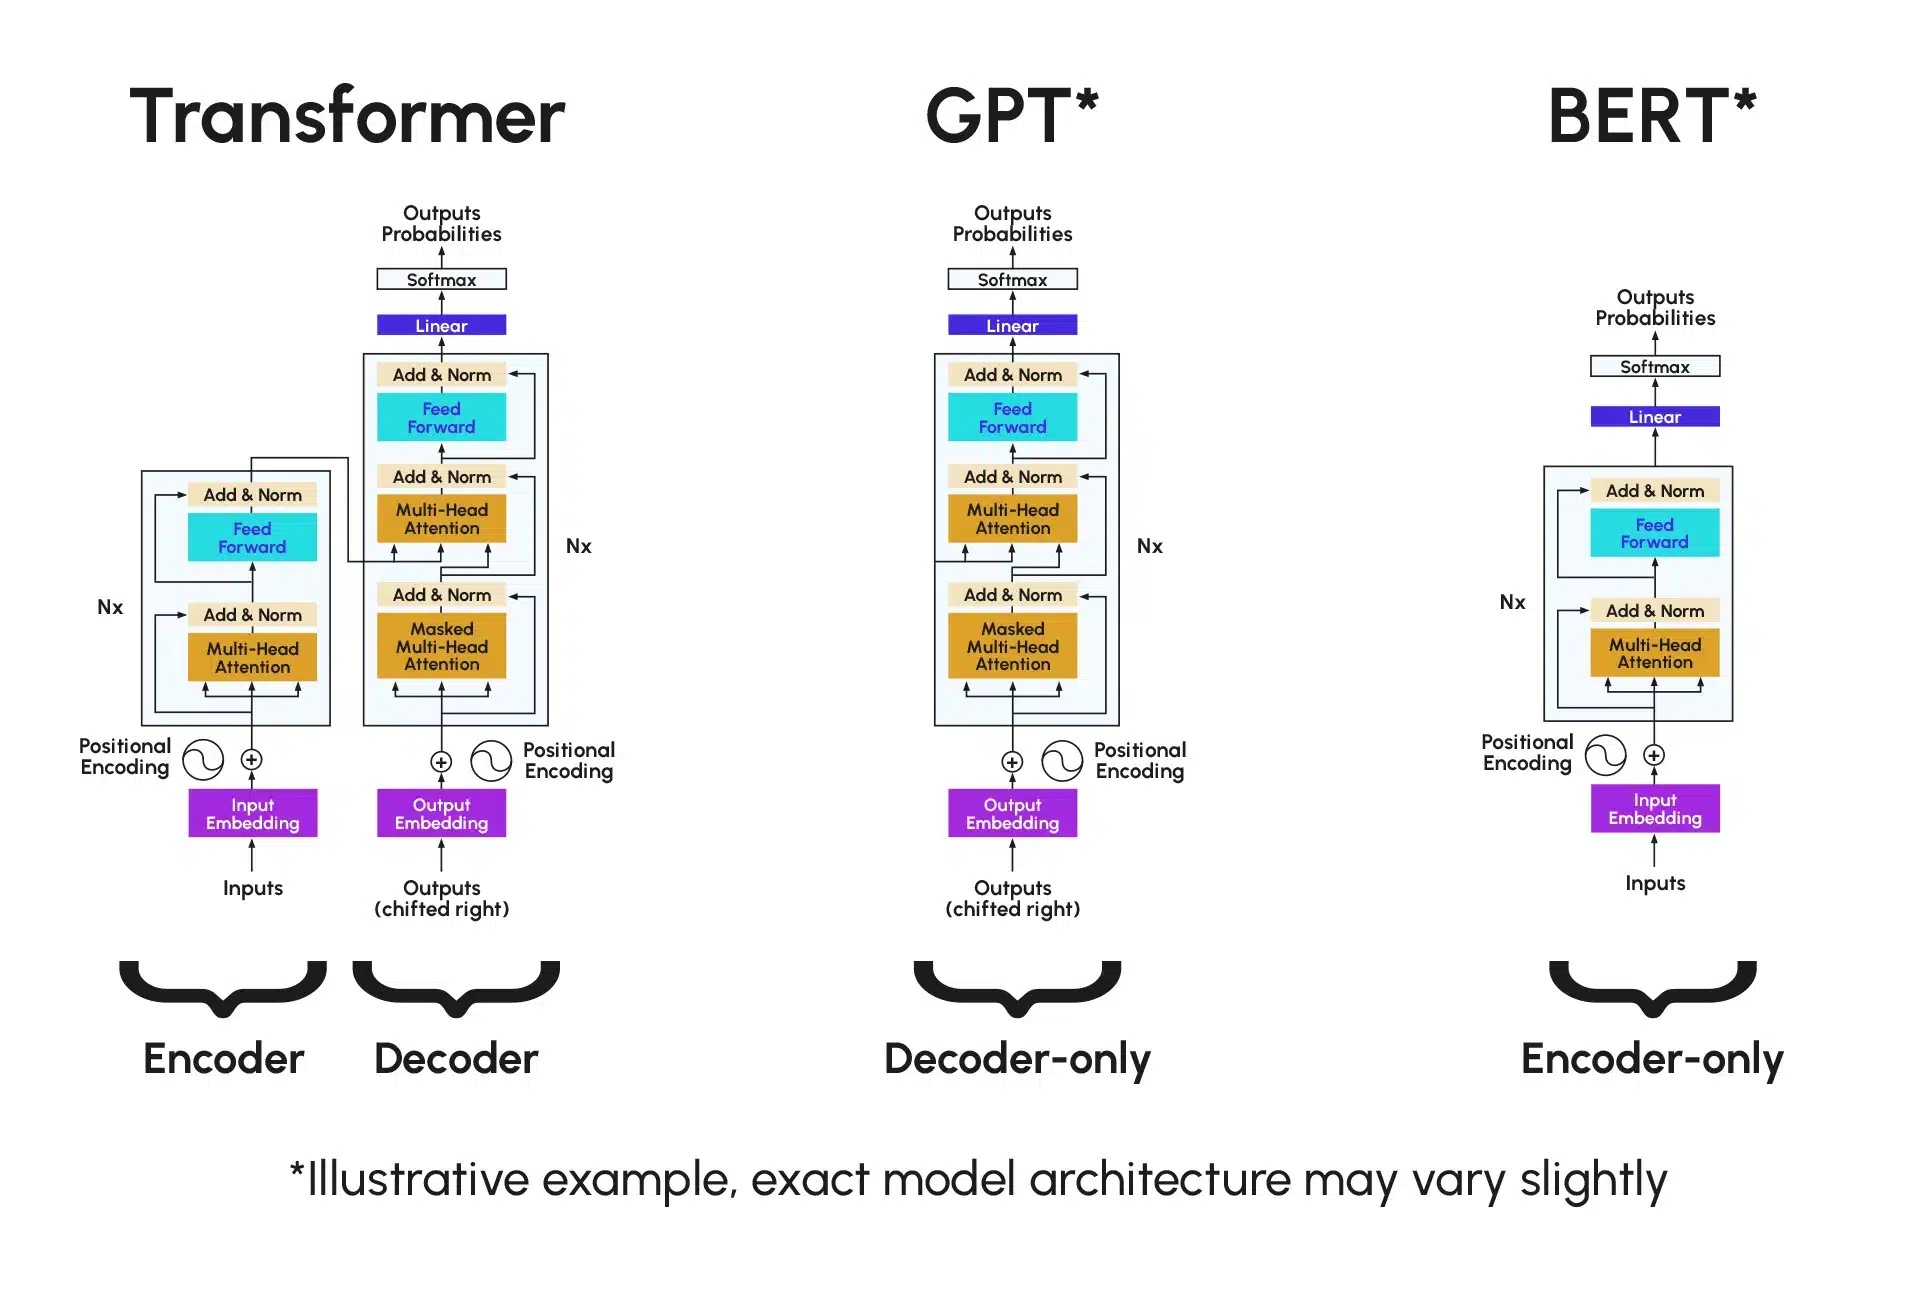 Transformer
Outputs
Probabilities
Softmax
Linear
Add & Norm
Feed
Forward
Add & Norm
Multi-Head
Attention
Nx
Add & Norm
Masked
Multi-Head
Attention
Positional
Encoding
Output
Embedding
Outputs
(chifted right)
Add & Norm
Feed
Forward
Nx
Add & Norm
Multi-Head
Attention
Positional
Encoding
Input
Embedding
Inputs
Encoder
Decoder
GPT*
Outputs
Probabilities
Softmax
Linear
Add & Norm
Feed
Forward
Add & Norm
Multi-Head
Attention
Nx
Add & Norm
Masked
Multi-Head
Attention
Positional
Encoding
Output
Embedding
Outputs
(chifted right)
Decoder-only
BERT*
Outputs
Probabilities
Softmax
Linear
Add & Norm
Feed
Forward
Nx
Add & Norm
Multi-Head
Attention
Positional
Encoding
Input
Embedding
Inputs
Encoder-only
*Illustrative example, exact model architecture may vary slightly